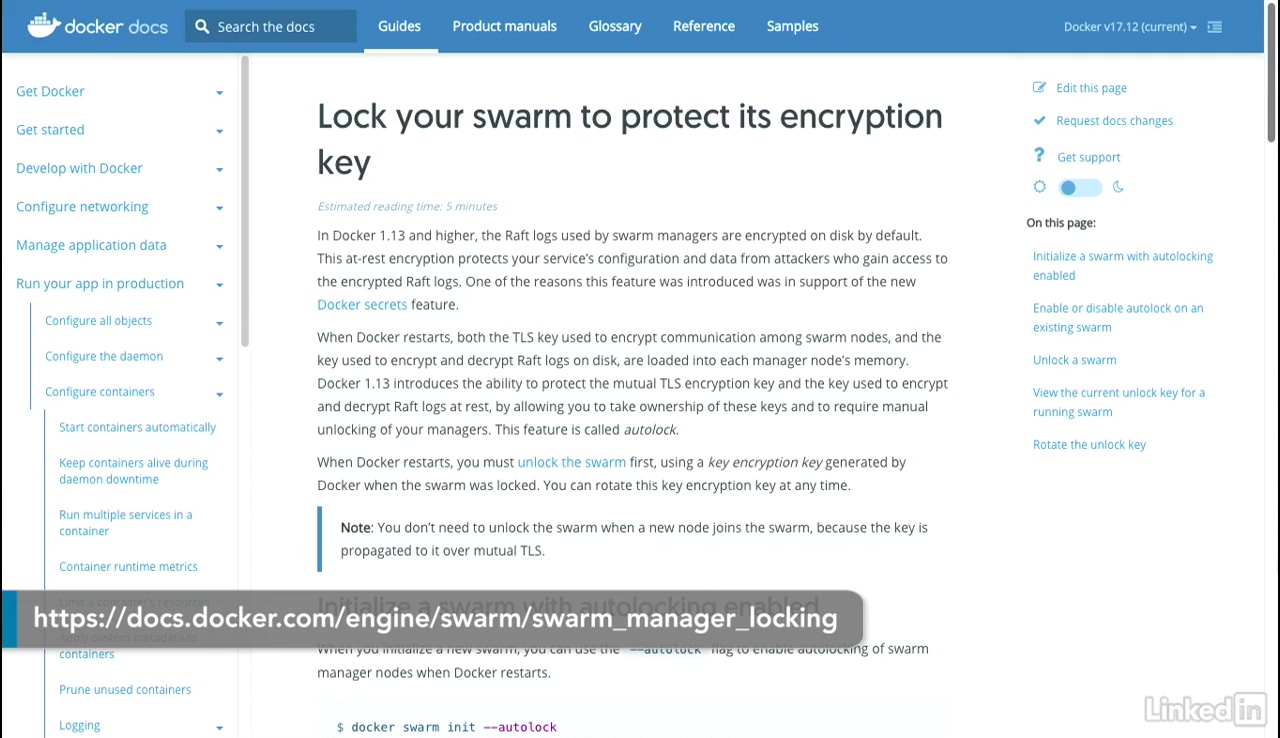 docker docs
Search the docs
Guides
Product manuals
Glossary
Reference
Samples
Docker v17.12 (current)
Get Docker
Get started
Develop with Docker
Configure networking
Manage application data
Run your app in production
Configure all objects
Configure the daemon
Configure containers
Start containers automatically
Keep containers alive during
daemon downtime
Run multiple services in a
container
Container runtime metrics
Limit a container's resources
Apply custom metadata to
containers
Prune unused containers
Logging
Lock your swarm to protect its encryption
key
Estimated reading time: 5 minutes
In Docker 1.13 and higher, the Raft logs used by swarm managers are encrypted on disk by default.
This at-rest encryption protects your service's configuration and data from attackers who gain access to
the encrypted Raft logs. One of the reasons this feature was introduced was in support of the new
Docker secrets feature.
When Docker restarts, both the TLS key used to encrypt communication among swarm nodes, and the
key used to encrypt and decrypt Raft logs on disk, are loaded into each manager node's memory.
Docker 1.13 introduces the ability to protect the mutual TLS encryption key and the key used to encrypt
and decrypt Raft logs at rest, by allowing you to take ownership of these keys and to require manual
unlocking of your managers. This feature is called autolock.
When Docker restarts, you must unlock the swarm first, using a key encryption key generated by
Docker when the swarm was locked. You can rotate this key encryption key at any time.
Note: You don't need to unlock the swarm when a new node joins the swarm, because the key is
propagated to it over mutual TLS.
Initialize a swarm with autolocking enabled
https://docs.docker.com/engine/swarm/swarm_manager_locking
When you initialize a new swarm, you can use the --autolock flag to enable autolocking of swarm
manager nodes when Docker restarts.
$ docker swarm init --autolock
Edit this page
Request docs changes
Get support
On this page:
Initialize a swarm with autolocking
enabled
Enable or disable autolock on an
existing swarm
Unlock a swarm
View the current unlock key for a
running swarm
Rotate the unlock key
Linked in